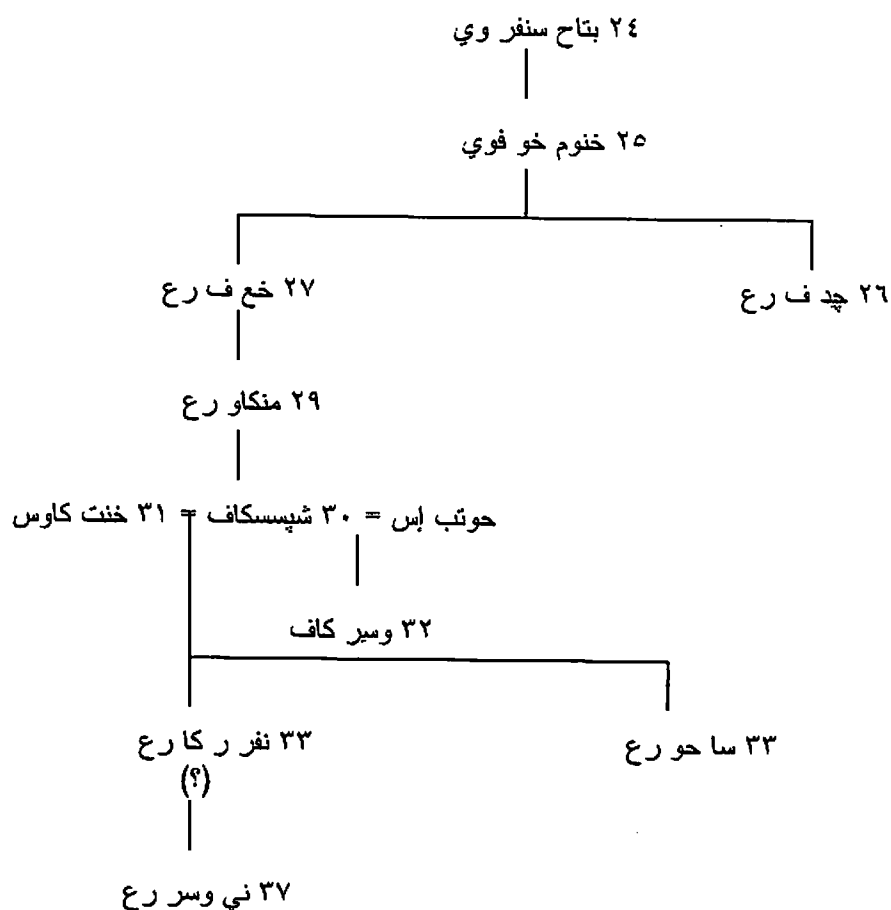 ٢٤ بتاح سنفر وي
٢٥ خنوم خو فوي
٢٦ چد ف رع
٢٧ خع ف رع
٢٩ منكاو رع
حوتب إس = ٣٠ شپسسكاف = ٣١ خنت كاوس
٣٢ وسير كاف
٣٣ سا حو رع
٣٣ نفر ر كا رع
(؟)
٣٧ ني وسر رع